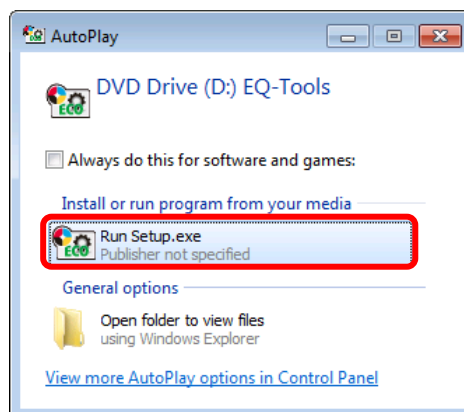 AutoPlay
DVD Drive (D:) EQ-Tools
ECO
Always do this for software and games:
Install or run program from your media
ECO
Run Setup.exe
Publisher not specified
General options
Open folder to view files
using Windows Explorer
View more AutoPlay options in Control Panel